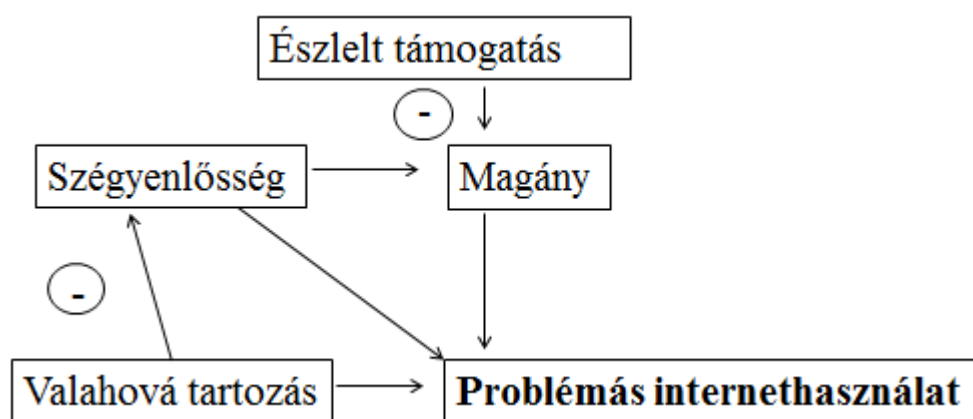 Észlelt támogatás
-
Szégyenlősség
Magány
-
Valahová tartozás
Problémás internethasználat